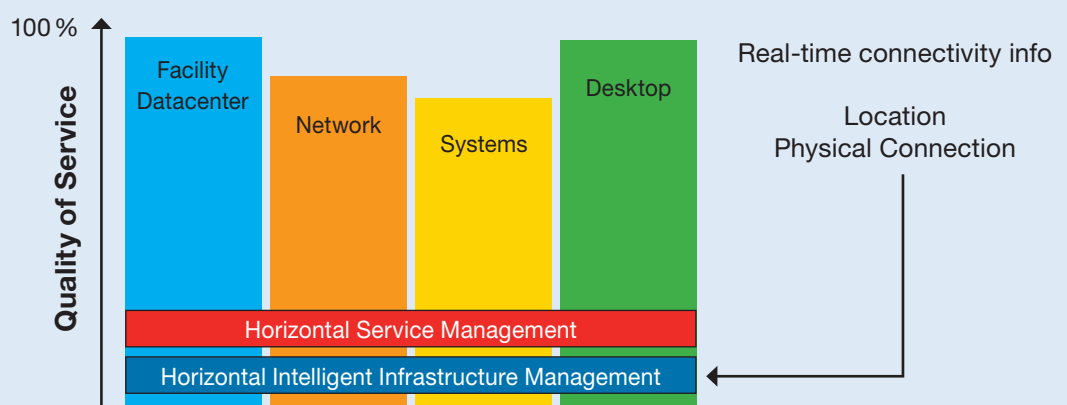 100 %
Quality of Service
Facility
Datacenter
Network
Systems
Desktop
Horizontal Service Management
Horizontal Intelligent Infrastructure Management
Real-time connectivity info
Location
Physical Connection